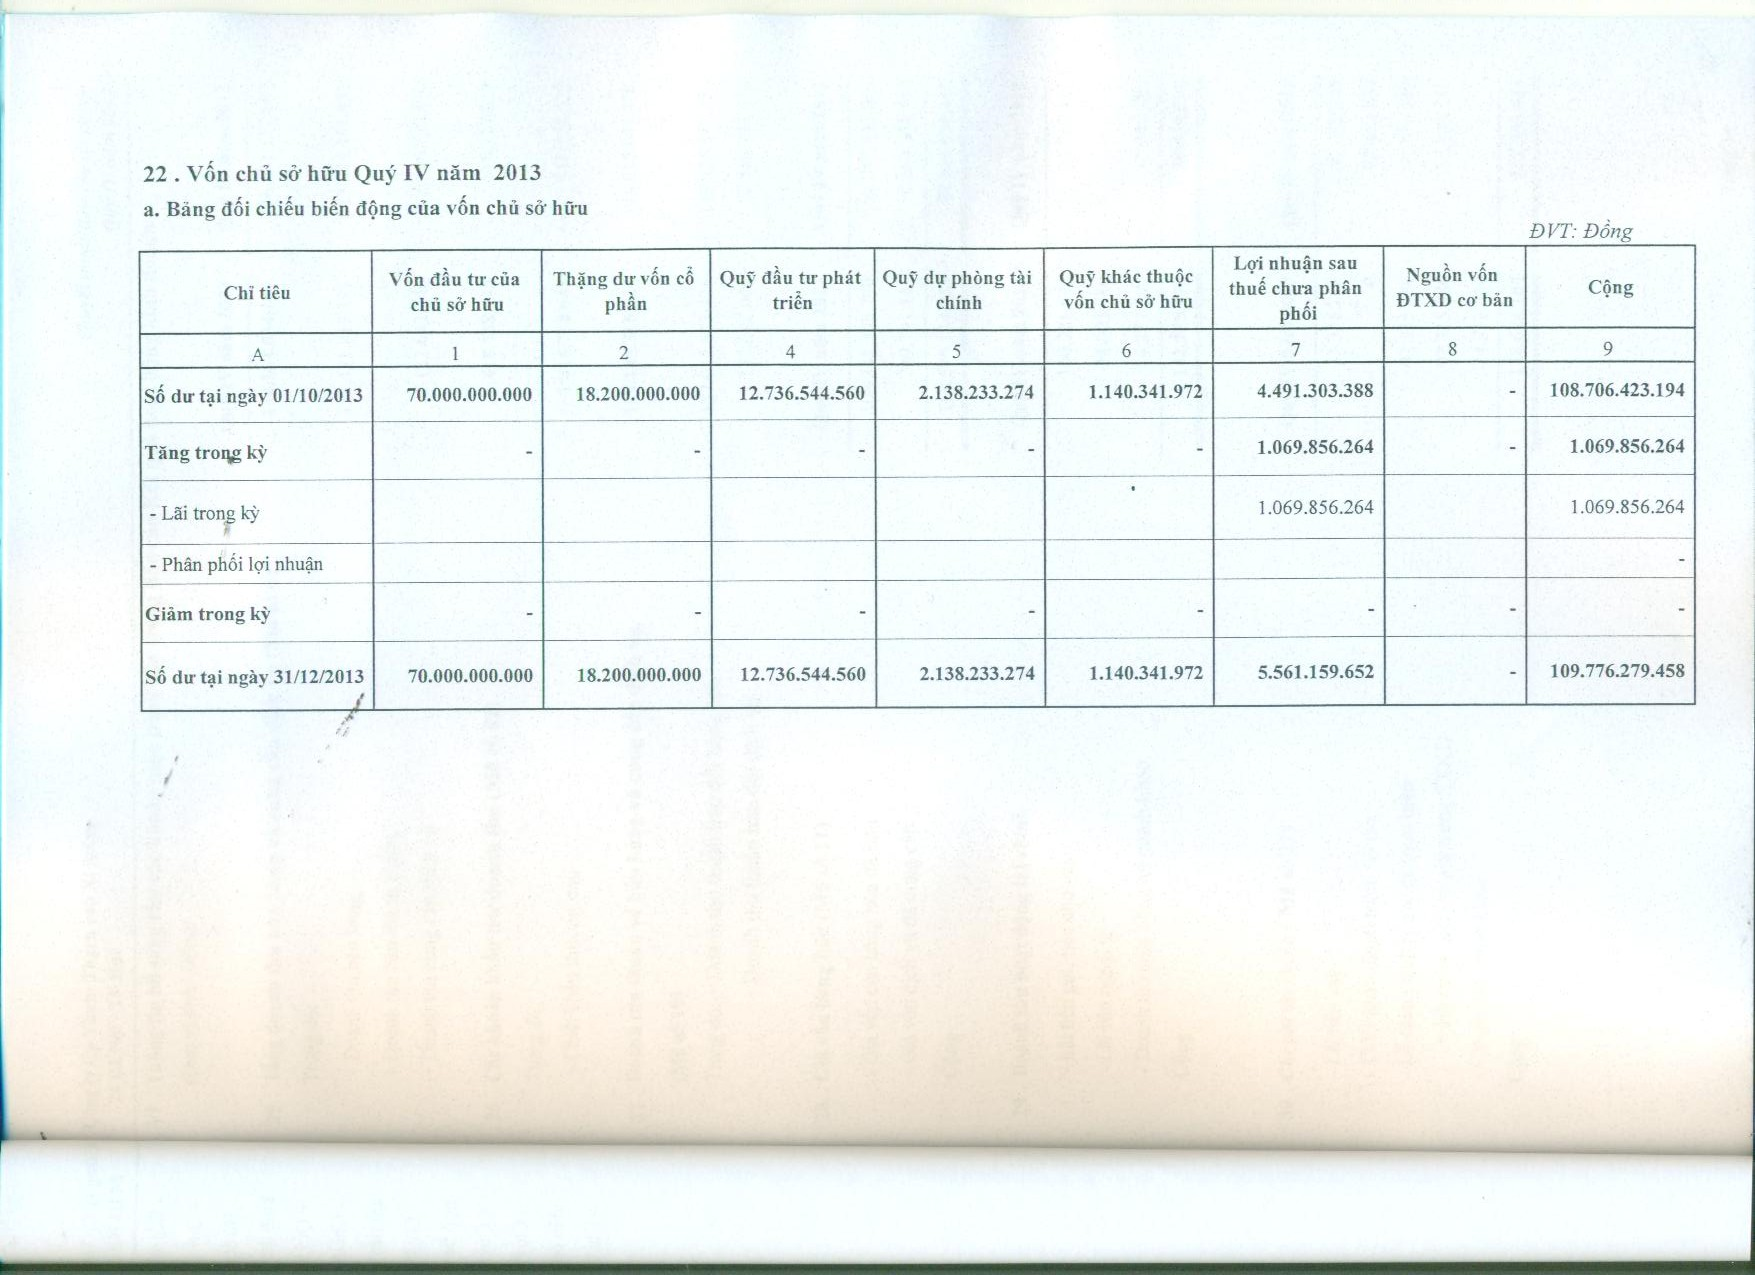 22 . Vốn chủ sở hữu Quý IV năm 2013
a. Bảng đối chiếu biến động của vốn chủ sở hữu
ĐVT: Đồng
Chỉ tiêu Vốn đầu tư của chủ sở hữu Thặng dư vốn cổ phần Quỹ đầu tư phát triển Quỹ dự phòng tài chính Quỹ khác thuộc vốn chủ sở hữu Lợi nhuận sau thuế chưa phân phối Nguồn vốn ĐTXD cơ bản Cộng
A 1 2 4 5 6 7 8 9
Số dư tại ngày 01/10/2013 70.000.000.000 18.200.000.000 12.736.544.560 2.138.233.274 1.140.341.972 4.491.303.388 - 108.706.423.194
Tăng trong kỳ - - - - - 1.069.856.264 - 1.069.856.264
- Lãi trong kỳ 1.069.856.264 1.069.856.264
- Phân phối lợi nhuận -
Giảm trong kỳ - - - - - - - -
Số dư tại ngày 31/12/2013 70.000.000.000 18.200.000.000 12.736.544.560 2.138.233.274 1.140.341.972 5.561.159.652 - 109.776.279.458